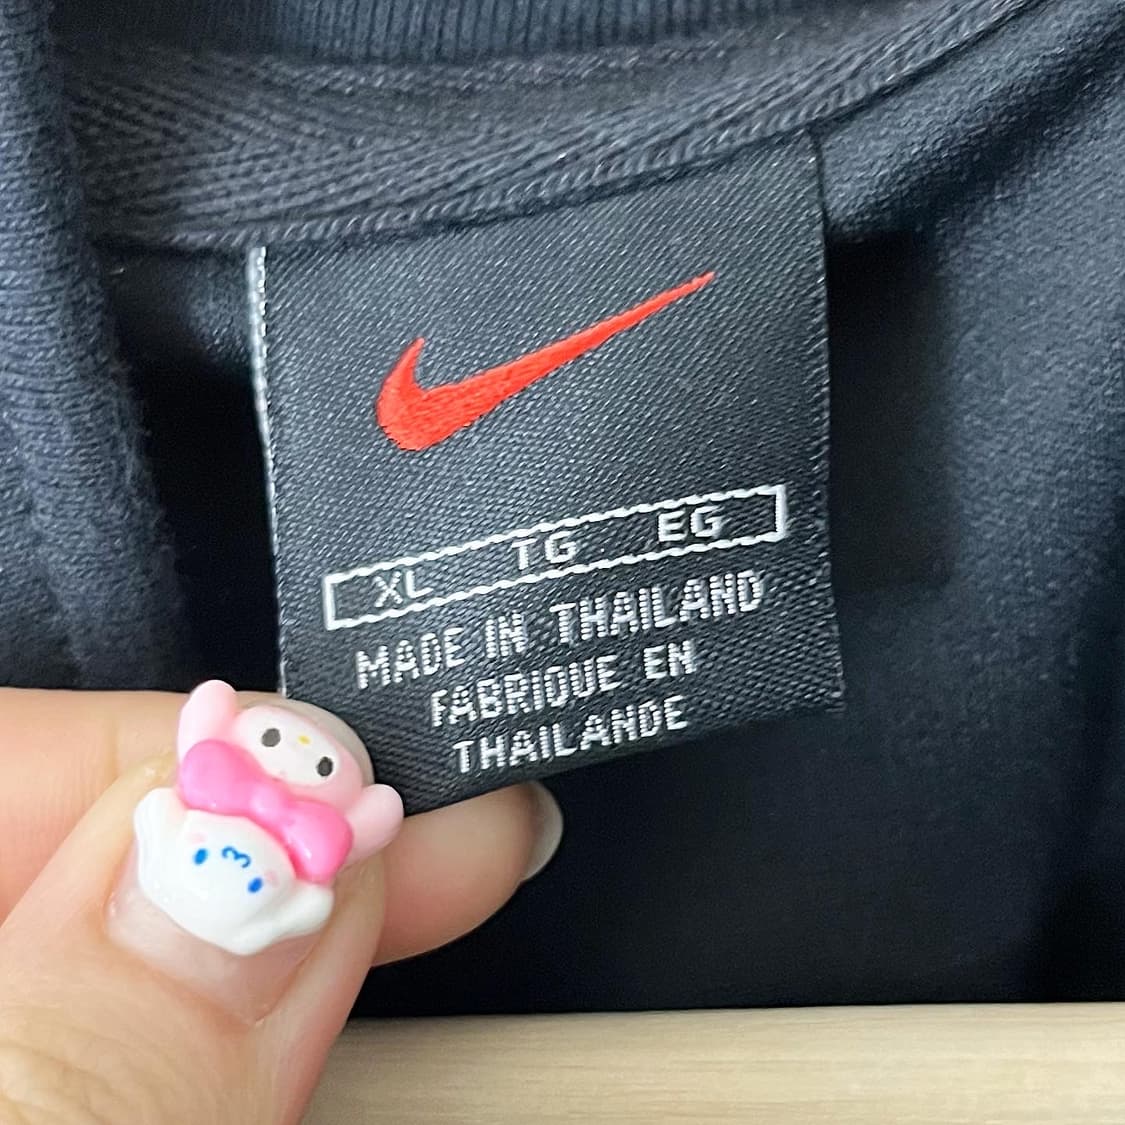 XL TG EG
MADE IN THAILAND
FABRIQUE EN
THAILANDE